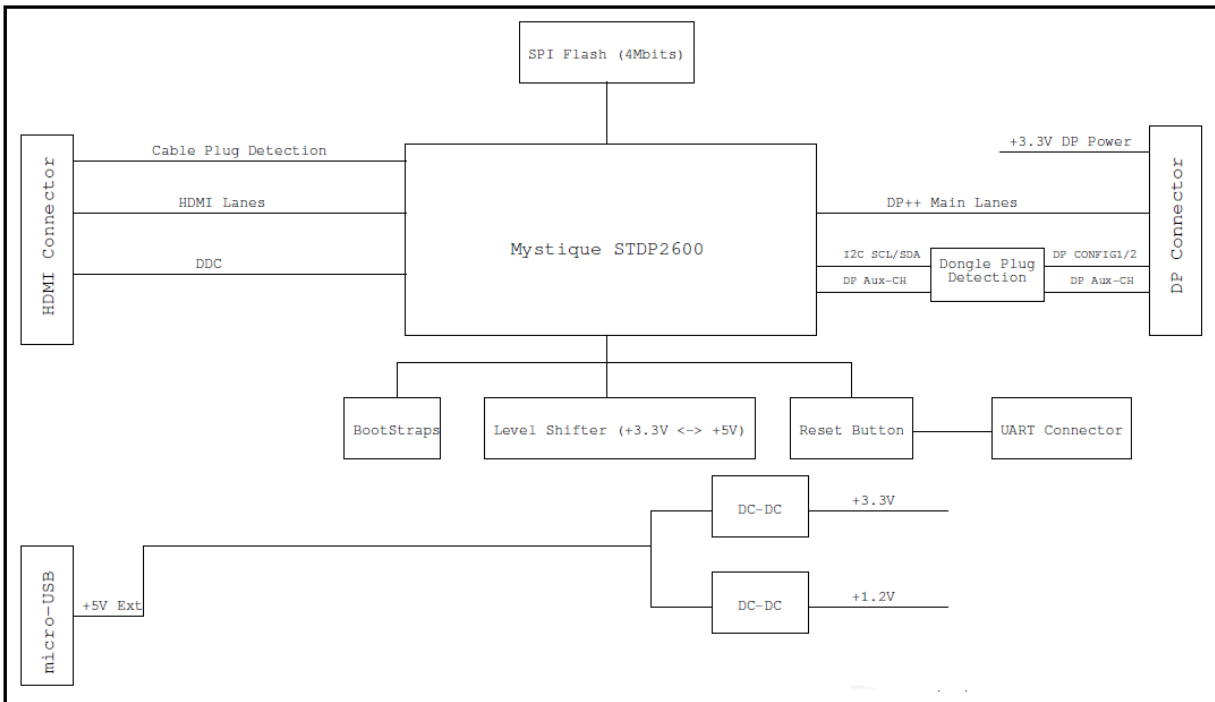 SPI Flash (4Mbits)
HDMI Connector
Cable Plug Detection
HDMI Lanes
DDC
Mystique STDP2600
+3.3V DP Power
DP++ Main Lanes
I2C SCL/SDA
DP Aux-CH
Dongle Plug
Detection
DP CONFIG1/2
DP Aux-CH
DP Connector
BootStraps
Level Shifter (+3.3V <-> +5V)
Reset Button
UART Connector
micro-USB
+5V Ext
DC-DC
+3.3V
DC-DC
+1.2V